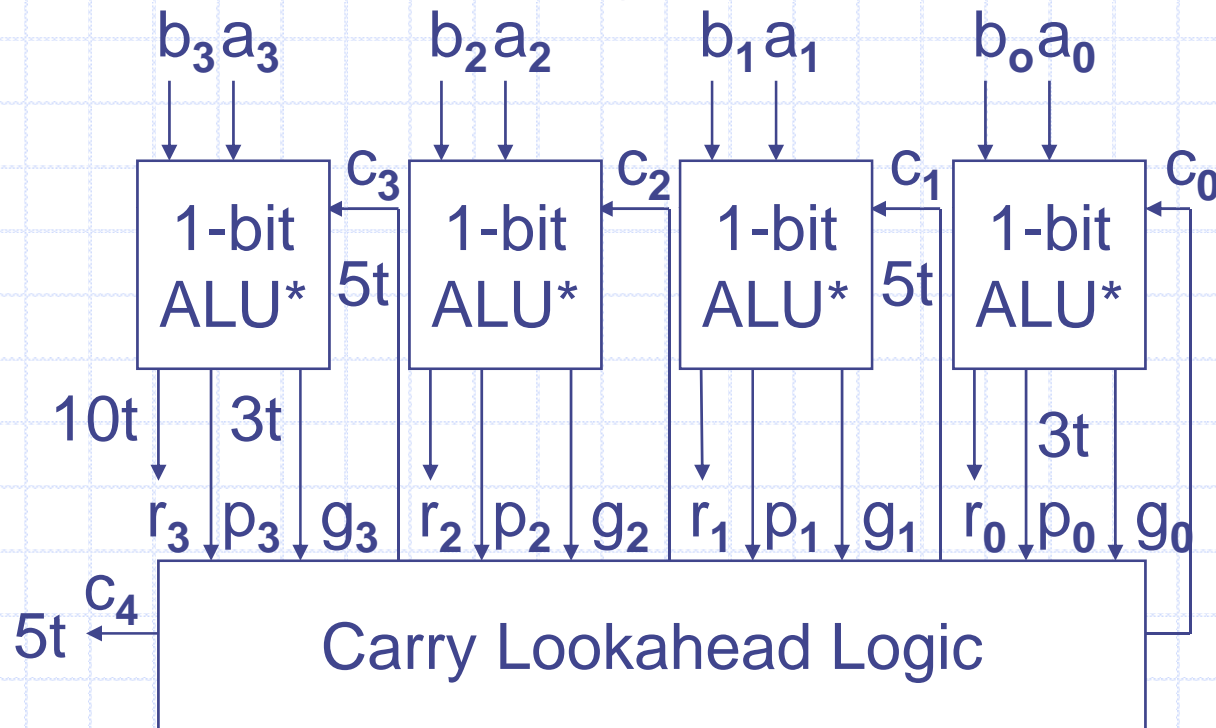 b₃a₃ b₂a₂ b₁a₁ bₒa₀
c₃ c₂ c₁ c₀
1-bit 1-bit 1-bit 1-bit
ALU* 5t ALU* ALU* 5t ALU*
10t 3t 3t
r₃ p₃ g₃ r₂ p₂ g₂ r₁ p₁ g₁ r₀ p₀ g₀
c₄
5t Carry Lookahead Logic